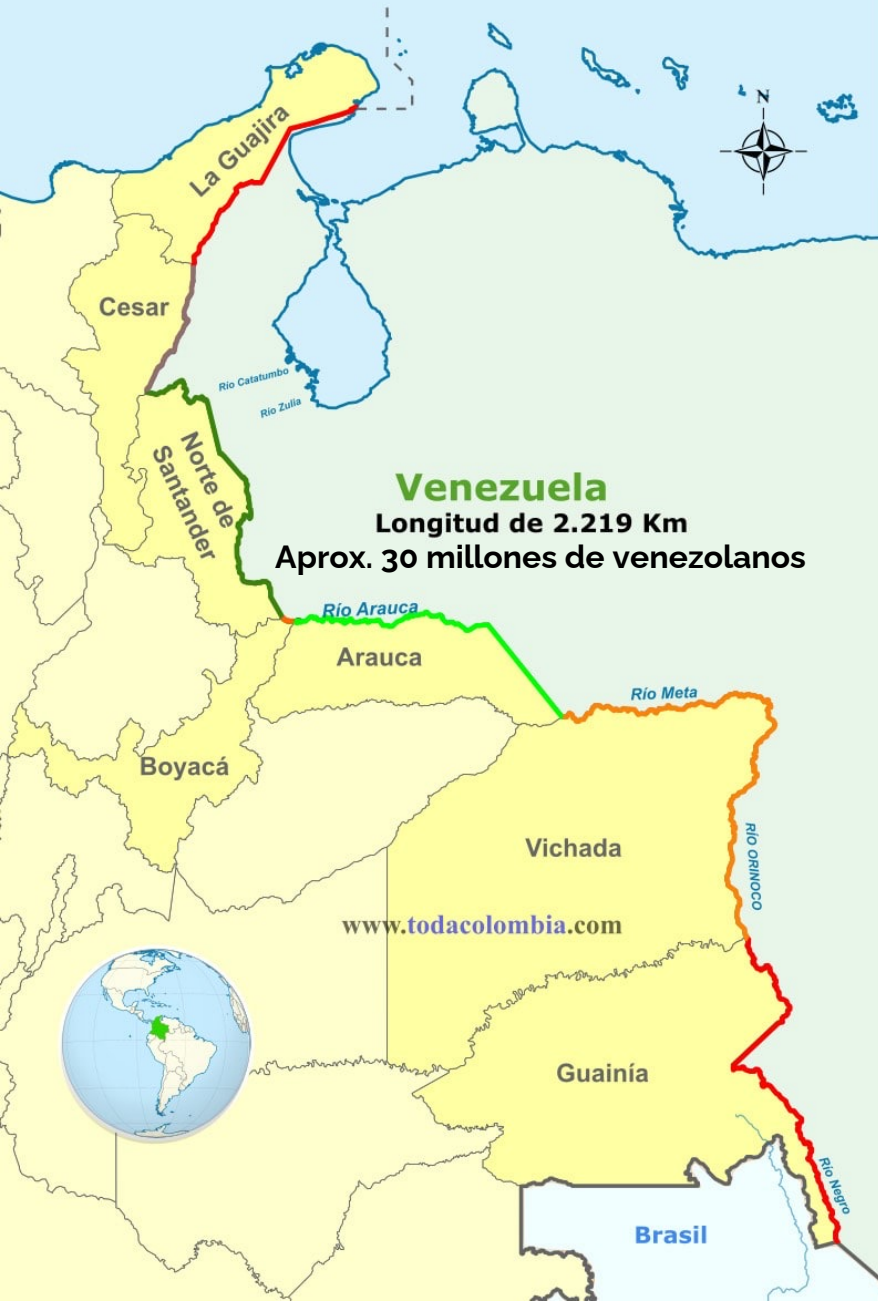 N
La Guajira
Cesar
Río Catatumbo
Río Zulia
Norte de
Santander
Venezuela
Longitud de 2.219 Km
Aprox. 30 millones de venezolanos
Río Arauca
Arauca
Río Meta
Boyacá
Vichada
RÍO ORINOCO
www.todacolombia.com
Guainía
Río Negro
Brasil